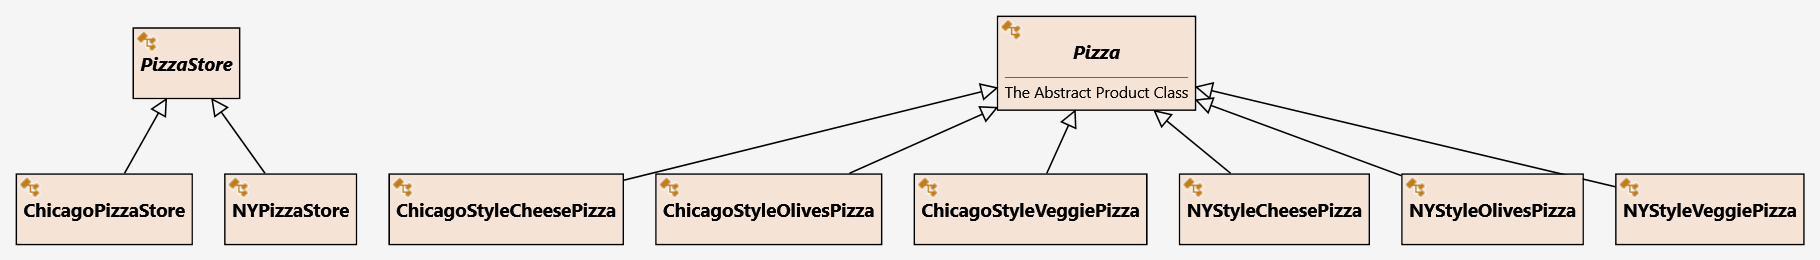 PizzaStore
Pizza
The Abstract Product Class
ChicagoPizzaStore
NYPizzaStore
ChicagoStyleCheesePizza
ChicagoStyleOlivesPizza
ChicagoStyleVeggiePizza
NYStyleCheesePizza
NYStyleOlivesPizza
NYStyleVeggiePizza